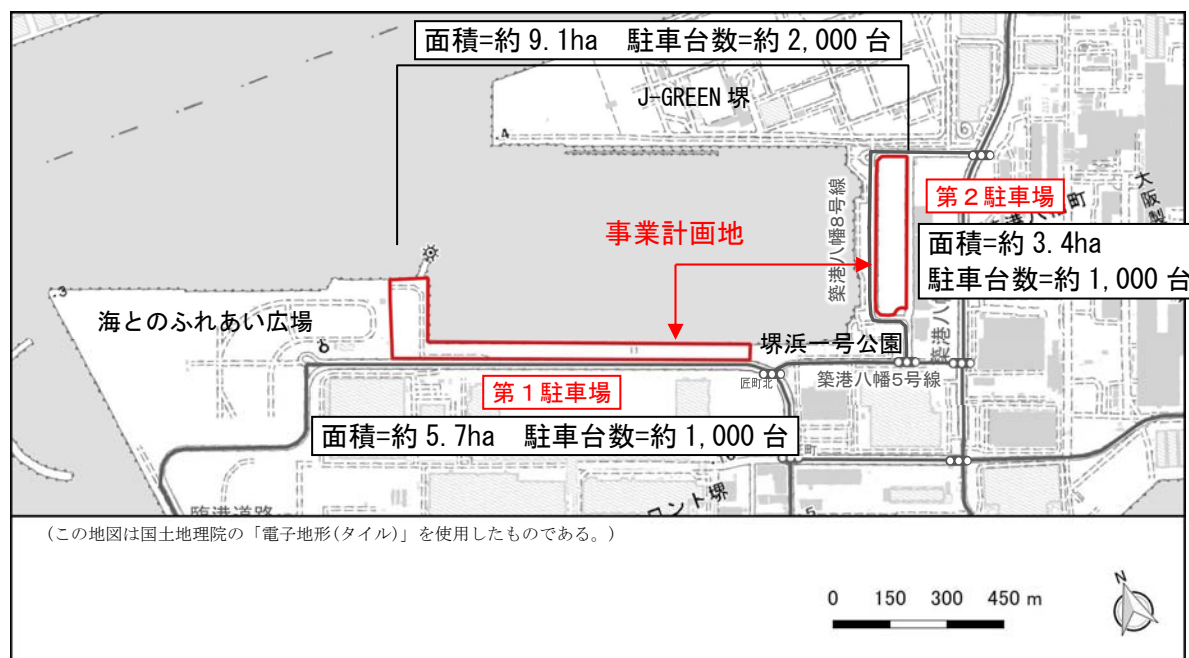 面積=約 9.1ha 駐車台数=約 2,000 台
J-GREEN 堺
.4
築港八幡8号線
第2駐車場
面積=約 3.4ha
駐車台数=約 1,000 台
事業計画地
.3
海とのふれあい広場
堺浜一号公園
築港八幡5号線
匠町北
第1駐車場
面積=約 5.7ha 駐車台数=約 1,000 台
臨港道路
(この地図は国土地理院の「電子地形(タイル)」を使用したものである。)
0 150 300 450 m
N